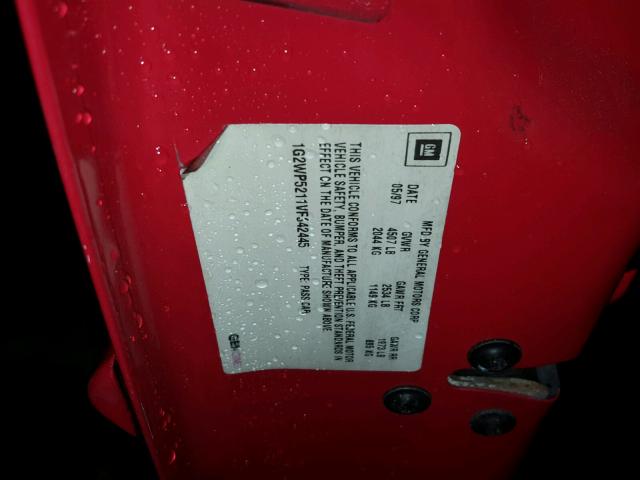 GM
MFD BY GENERAL MOTORS CORP
DATE GVWR GAWR FRT GAWR RR
05/97 4507 LB 2534 LB 1973 LB
2044 KG 1149 KG 895 KG
THIS VEHICLE CONFORMS TO ALL APPLICABLE U.S. FEDERAL MOTOR
VEHICLE SAFETY, BUMPER, AND THEFT PREVENTION STANDARDS IN
EFFECT ON THE DATE OF MANUFACTURE SHOWN ABOVE.
1G2WP5211VF342445 TYPE: PASS CAR